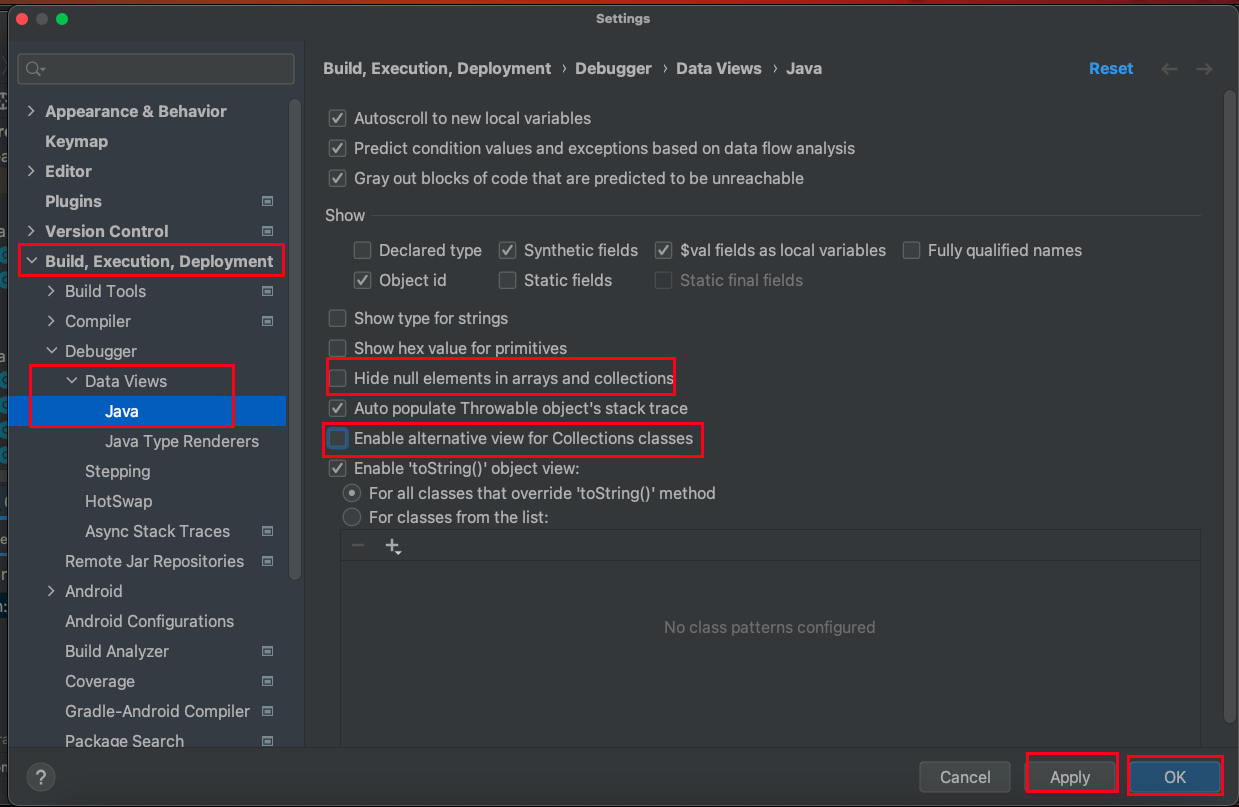 Settings
Build, Execution, Deployment › Debugger › Data Views › Java
Reset
Appearance & Behavior
Keymap
Editor
Plugins
Version Control
Build, Execution, Deployment
Build Tools
Compiler
Debugger
Data Views
Java
Java Type Renderers
Stepping
HotSwap
Async Stack Traces
Remote Jar Repositories
Android
Android Configurations
Build Analyzer
Coverage
Gradle-Android Compiler
Package Search
Autoscroll to new local variables
Predict condition values and exceptions based on data flow analysis
Gray out blocks of code that are predicted to be unreachable
Show
Declared type Synthetic fields $val fields as local variables Fully qualified names
Object id Static fields Static final fields
Show type for strings
Show hex value for primitives
Hide null elements in arrays and collections
Auto populate Throwable object's stack trace
Enable alternative view for Collections classes
Enable 'toString()' object view:
For all classes that override 'toString()' method
For classes from the list:
No class patterns configured
? Cancel Apply OK